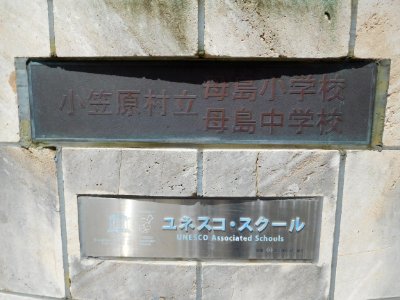 小笠原村立 母島小学校
母島中学校
ユネスコ・スクール
UNESCO Associated Schools